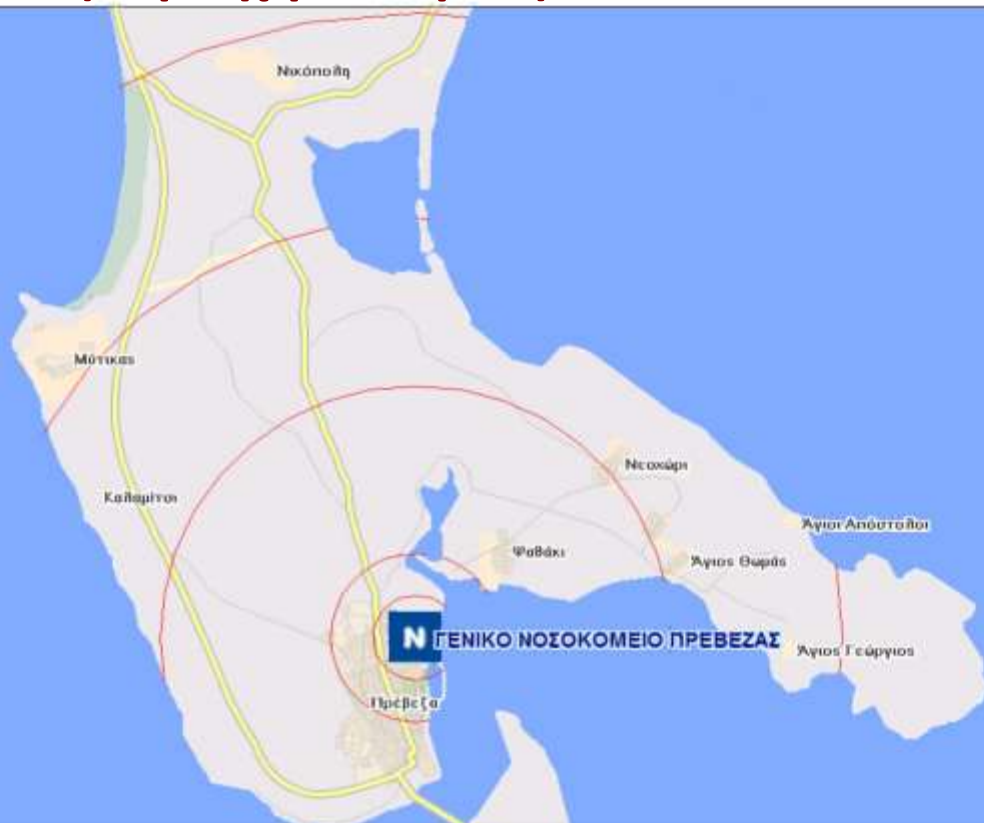 Νικόπολη
Μύτικας
Νεοχώρι
Καλαμίτσι
Άγιοι Απόστολοι
Ψαθάκι
Άγιος Θωμάς
N ΓΕΝΙΚΟ ΝΟΣΟΚΟΜΕΙΟ ΠΡΕΒΕΖΑΣ
Άγιος Γεώργιος
Πρέβεζα